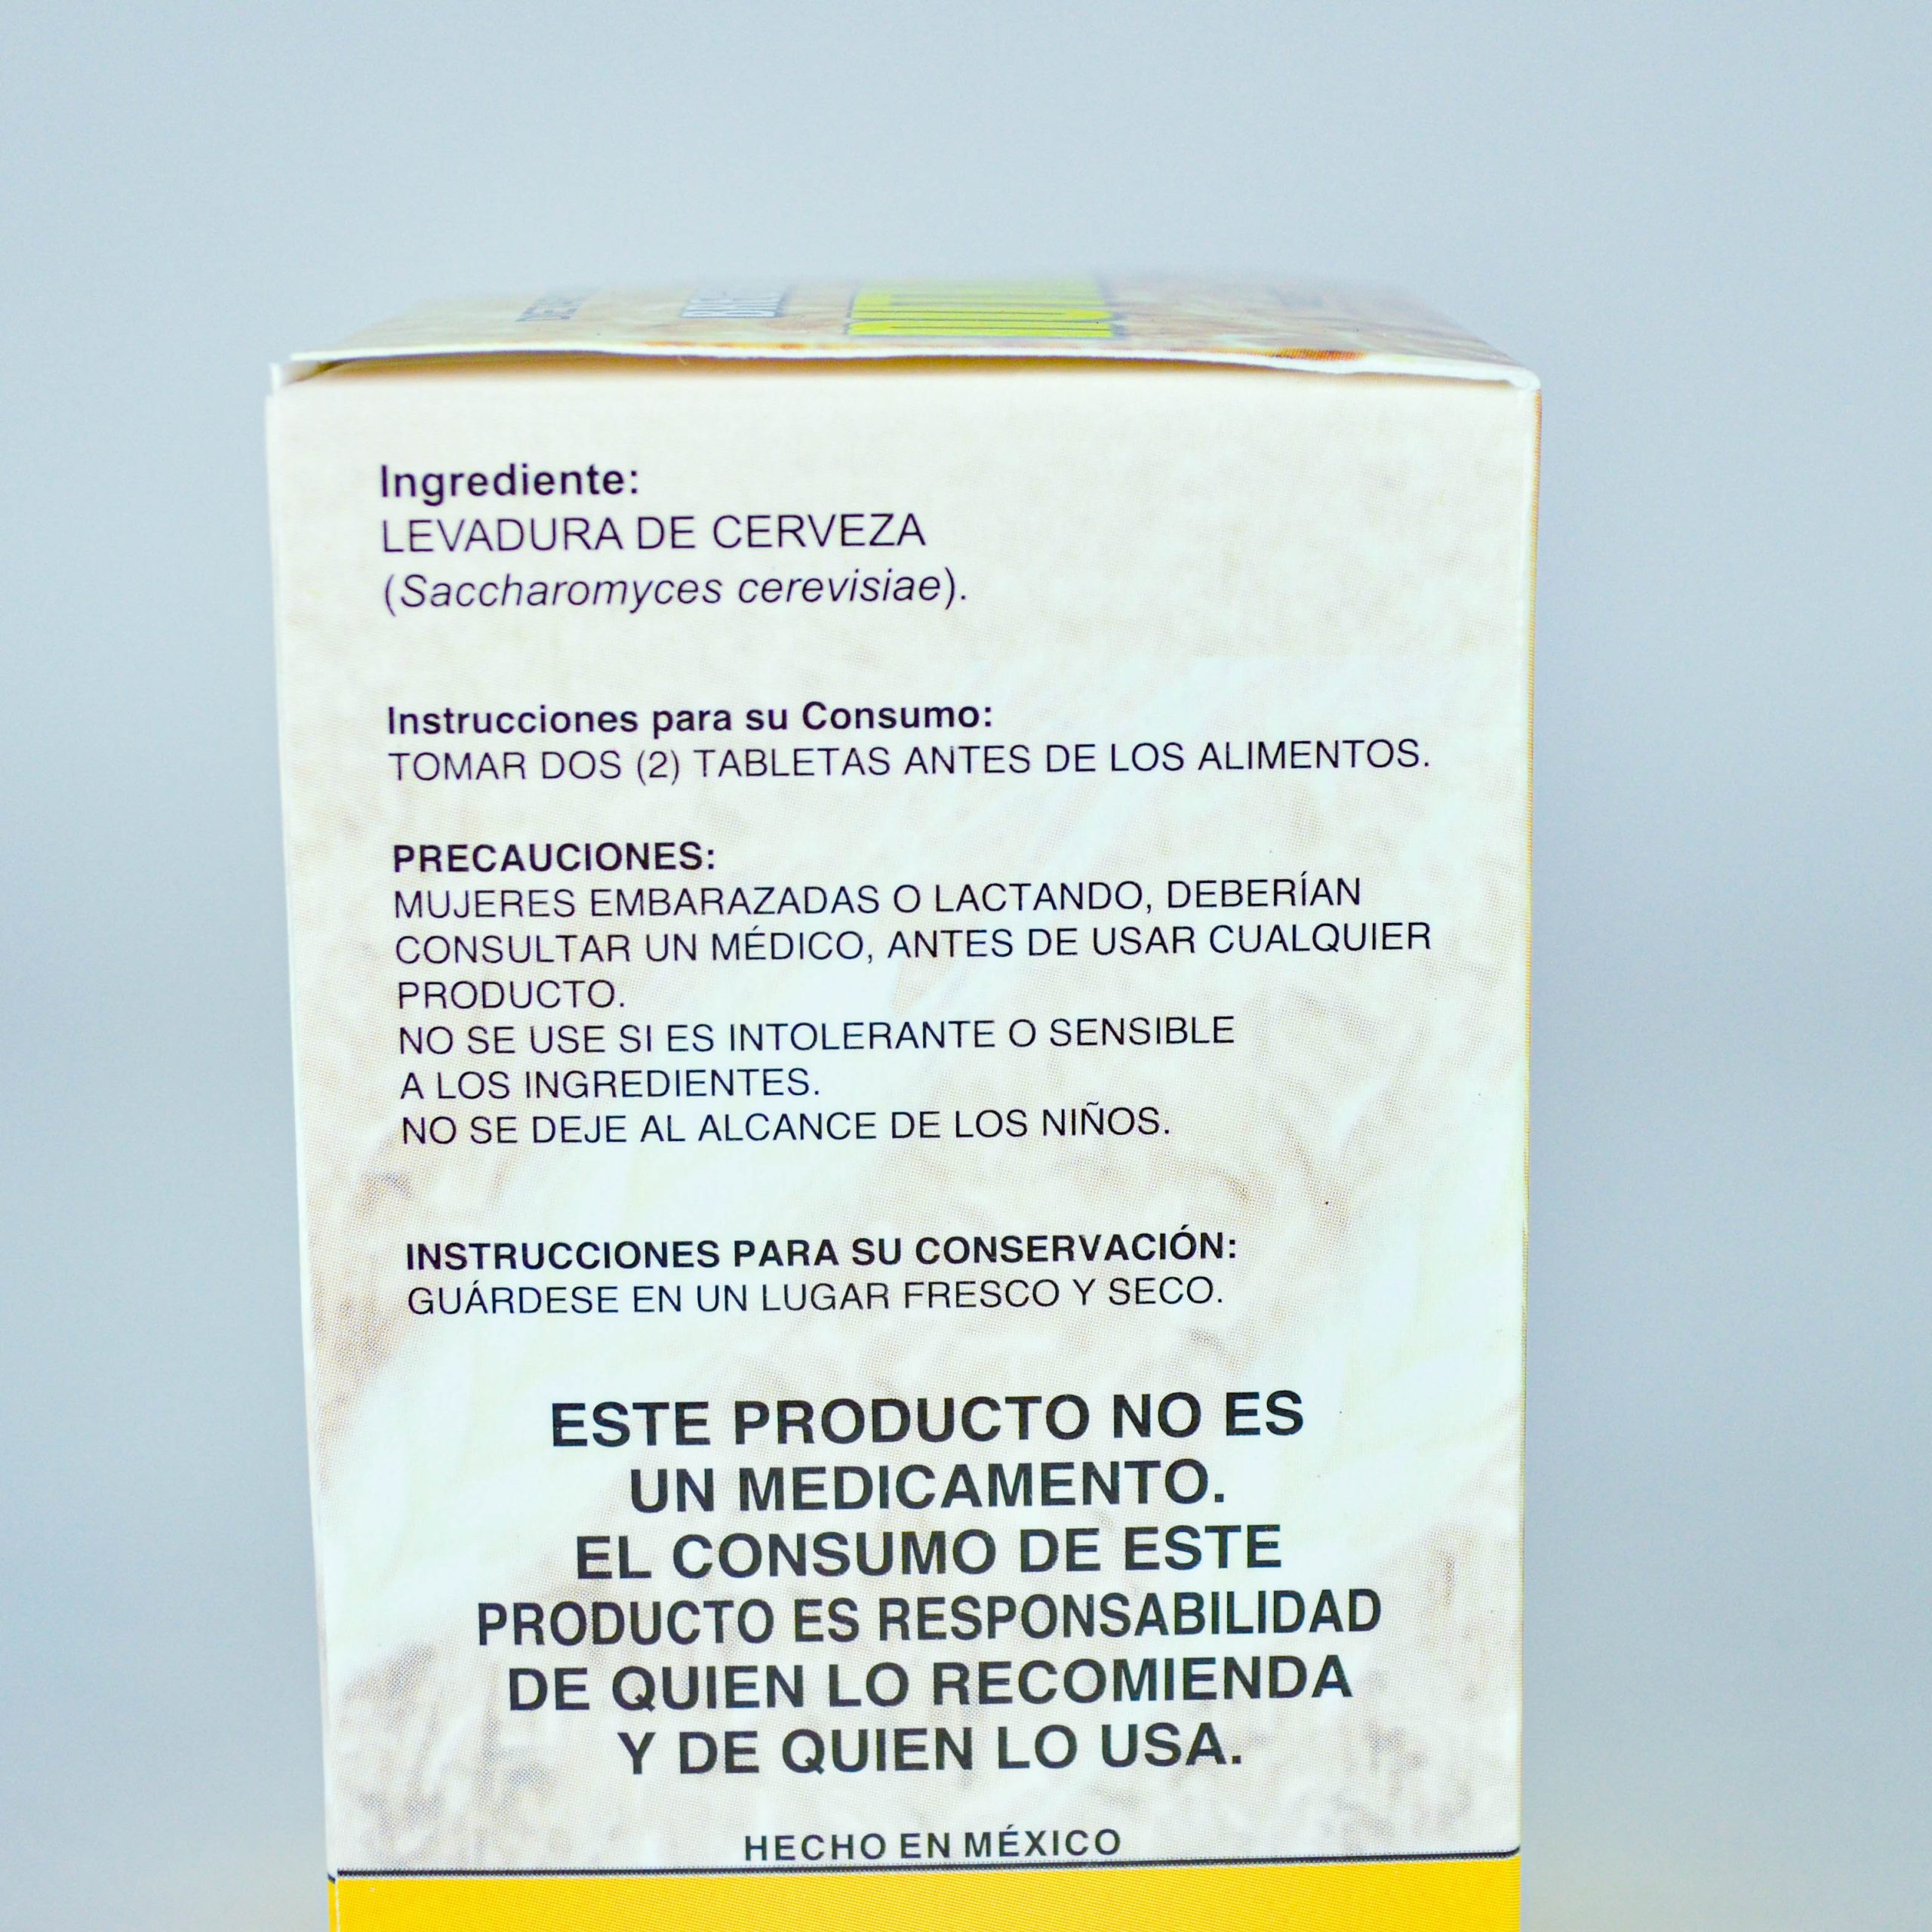 Ingrediente:
LEVADURA DE CERVEZA
(Saccharomyces cerevisiae).
Instrucciones para su Consumo:
TOMAR DOS (2) TABLETAS ANTES DE LOS ALIMENTOS.
PRECAUCIONES:
MUJERES EMBARAZADAS O LACTANDO, DEBERÍAN
CONSULTAR UN MÉDICO, ANTES DE USAR CUALQUIER
PRODUCTO.
NO SE USE SI ES INTOLERANTE O SENSIBLE
A LOS INGREDIENTES.
NO SE DEJE AL ALCANCE DE LOS NIÑOS.
INSTRUCCIONES PARA SU CONSERVACIÓN:
GUÁRDESE EN UN LUGAR FRESCO Y SECO.
ESTE PRODUCTO NO ES
UN MEDICAMENTO.
EL CONSUMO DE ESTE
PRODUCTO ES RESPONSABILIDAD
DE QUIEN LO RECOMIENDA
Y DE QUIEN LO USA.
HECHO EN MÉXICO